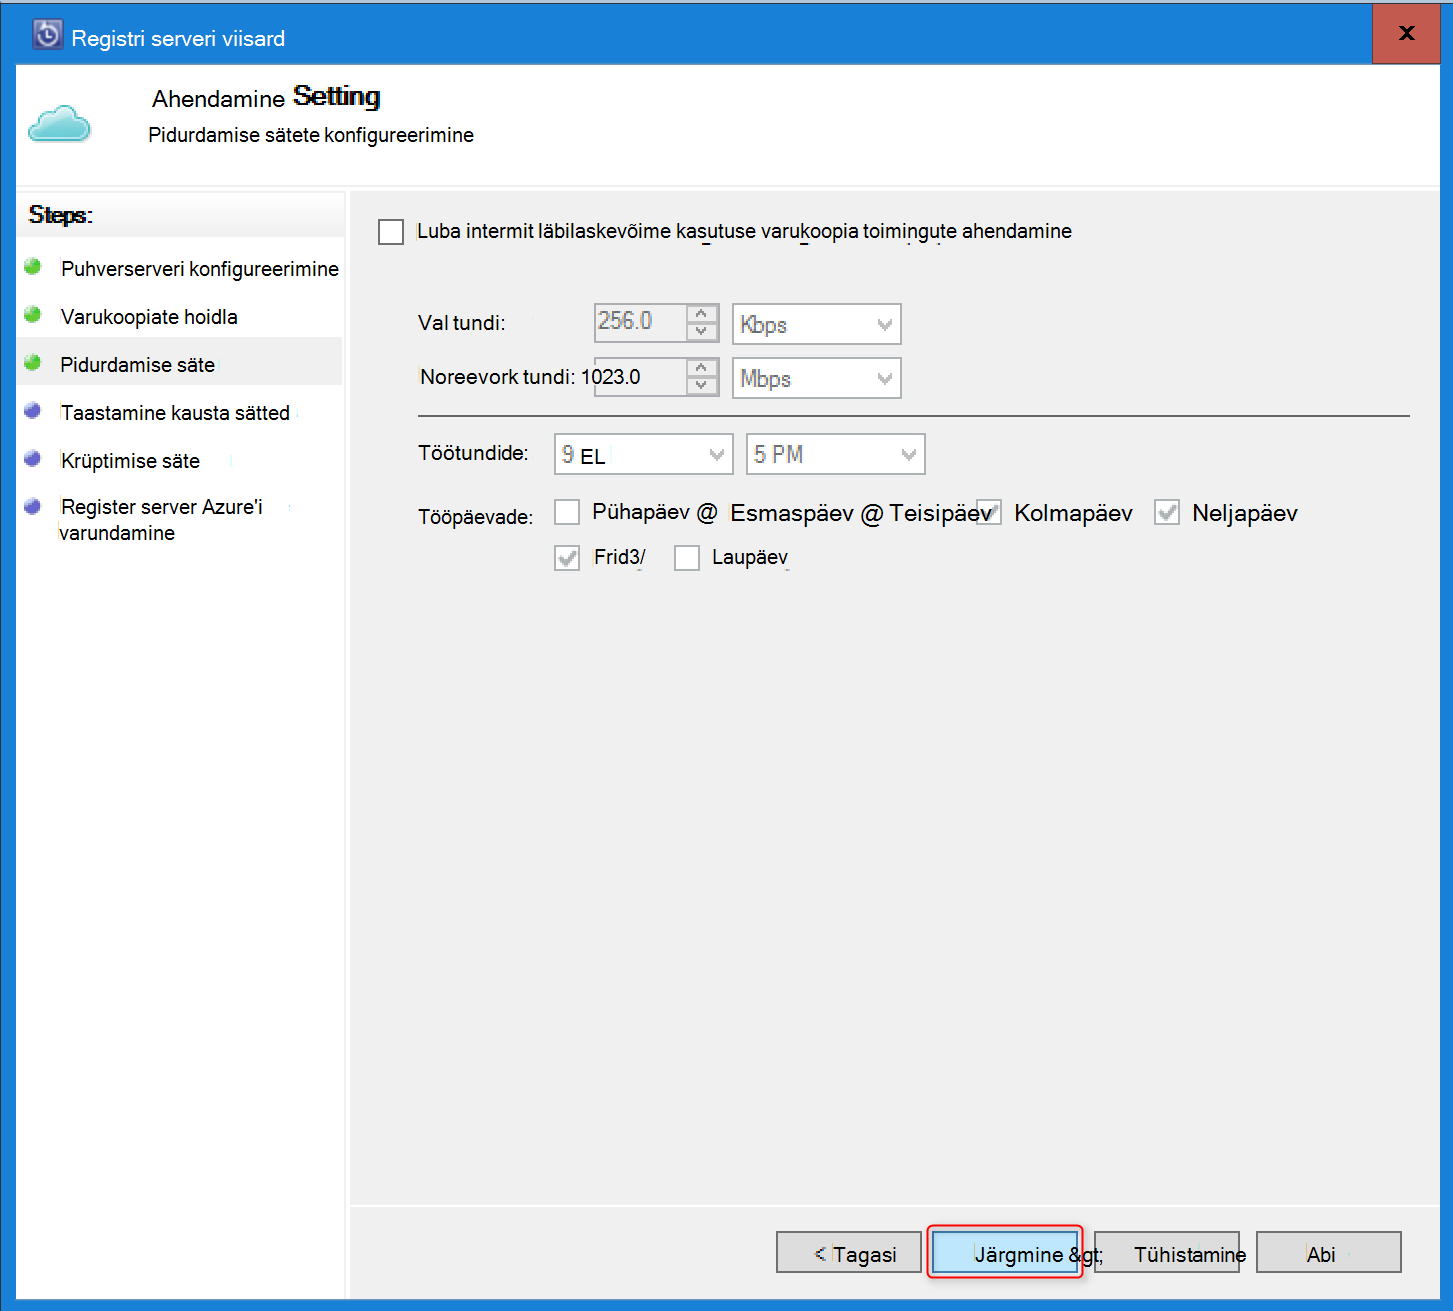 Registri serveri viisard
x
Ahendamine Setting
Pidurdamise sätete konfigureerimine
Steps:
Puhverserveri konfigureerimine
Varukoopiate hoidla
Pidurdamise säte
Taastamine kausta sätted
Krüptimise säte
Register server Azure'i
varundamine
Luba intermit läbilaskevõime kasutuse varukoopia toimingute ahendamine
Val tundi: 256.0 Kbps
Noreevork tundi: 1023.0 Mbps
Töötundide: 9 EL 5 PM
Tööpäevade: Pühapäev @ Esmaspäev @ Teisipäev Kolmapäev Neljapäev
Frid3/ Laupäev
< Tagasi Järgmine &gt; Tühistamine Abi